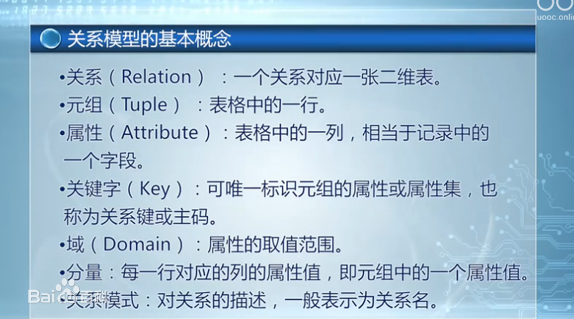 uooc.online
关系模型的基本概念
•关系（Relation） ：一个关系对应一张二维表。
•元组（Tuple） ：表格中的一行。
•属性（Attribute）：表格中的一列，相当于记录中的
一个字段。
•关键字（Key）：可唯一标识元组的属性或属性集，也
称为关系键或主码。
•域（Domain）：属性的取值范围。
•分量：每一行对应的列的属性值，即元组中的一个属性值。
•关系模式：对关系的描述，一般表示为关系名。
Bai百科